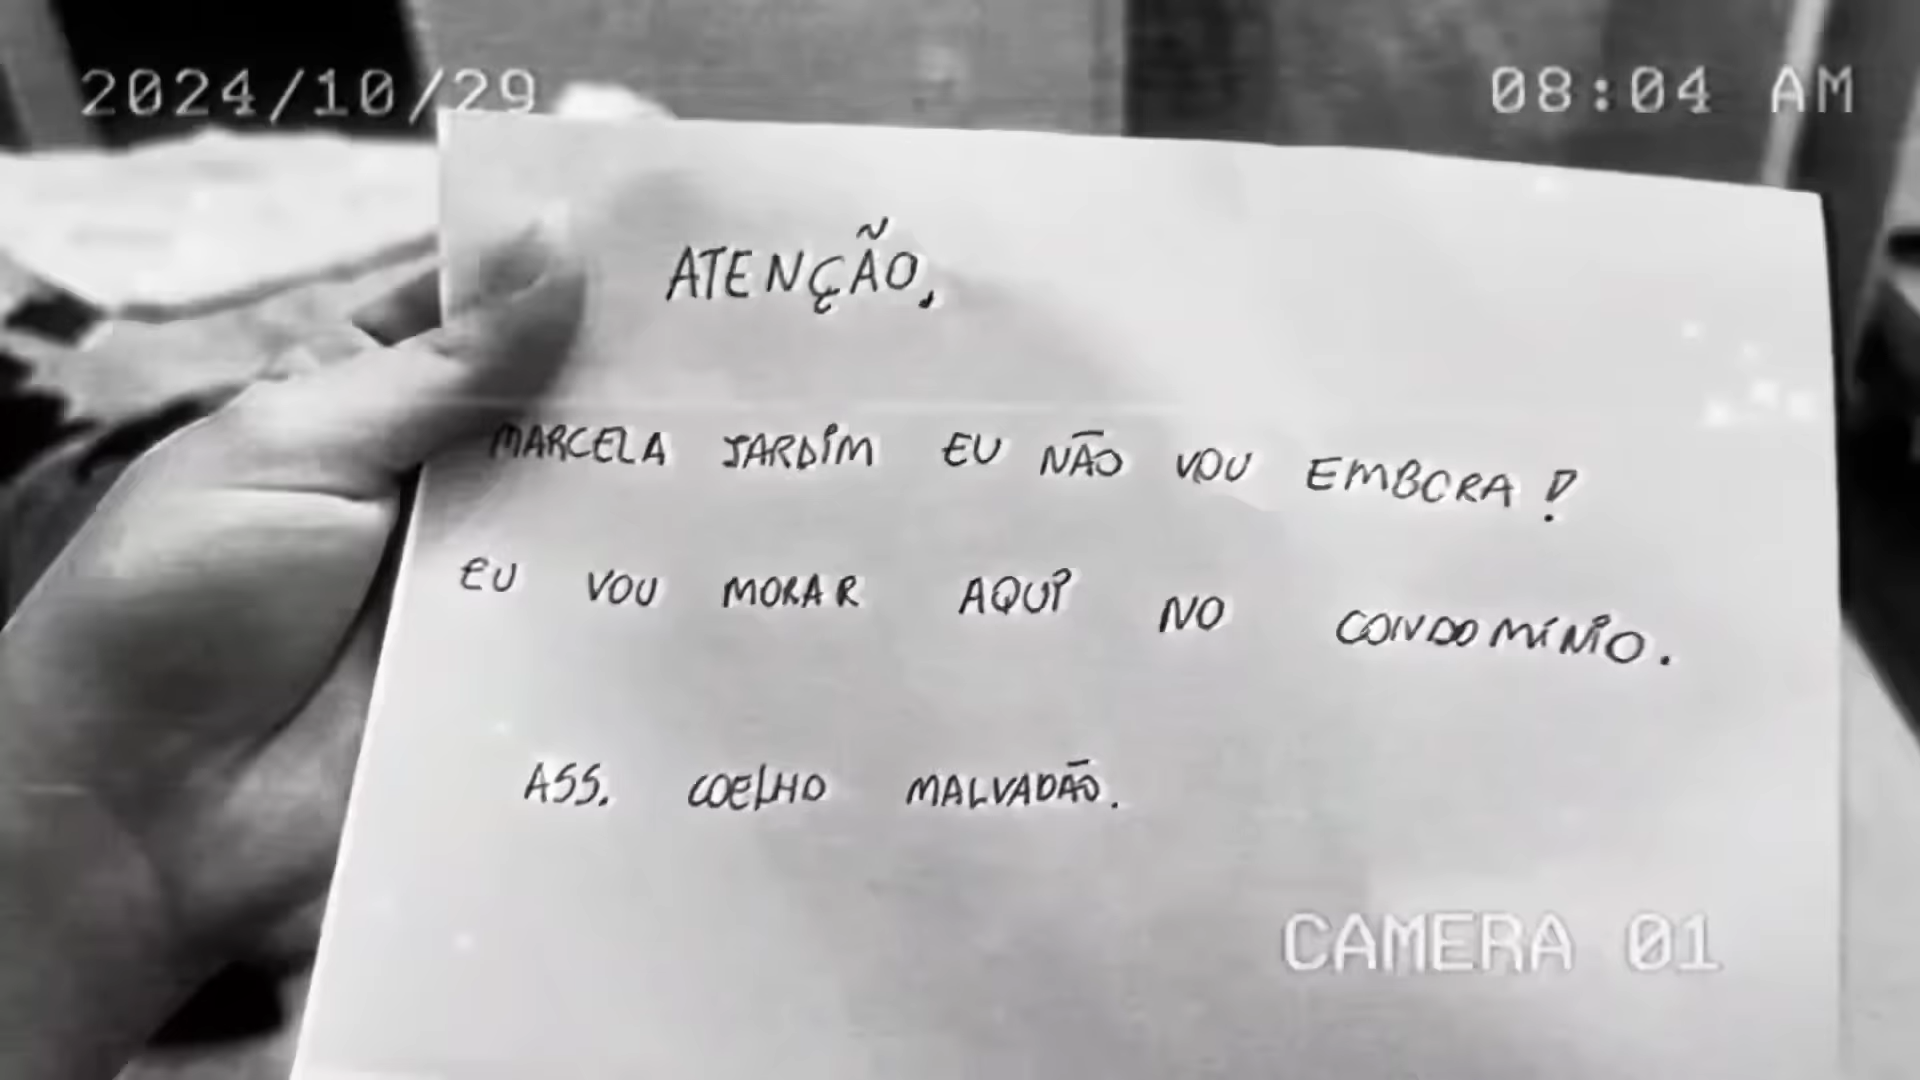 2024/10/29 08:04 AM
ATENÇÃO,
MARCELA JARDIM EU NÃO VOU EMBORA!
EU VOU MORAR AQUI NO CONDOMÍNIO.
ASS. COELHO MALVADÃO.
CAMERA 01